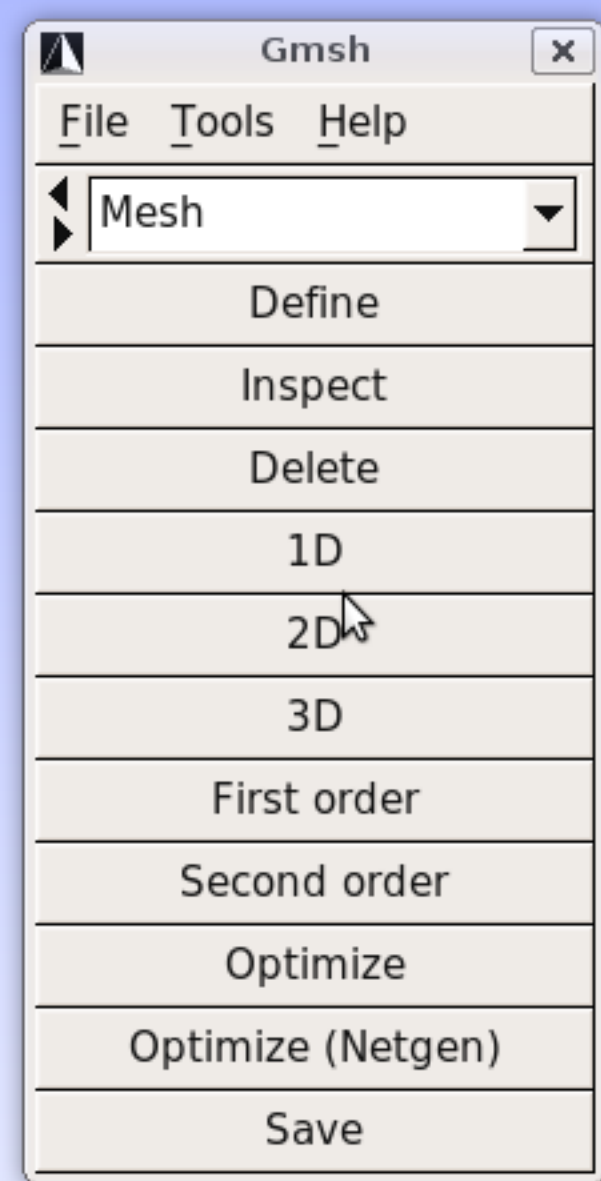 Gmsh
File Tools Help
Mesh
Define
Inspect
Delete
1D
2D
3D
First order
Second order
Optimize
Optimize (Netgen)
Save